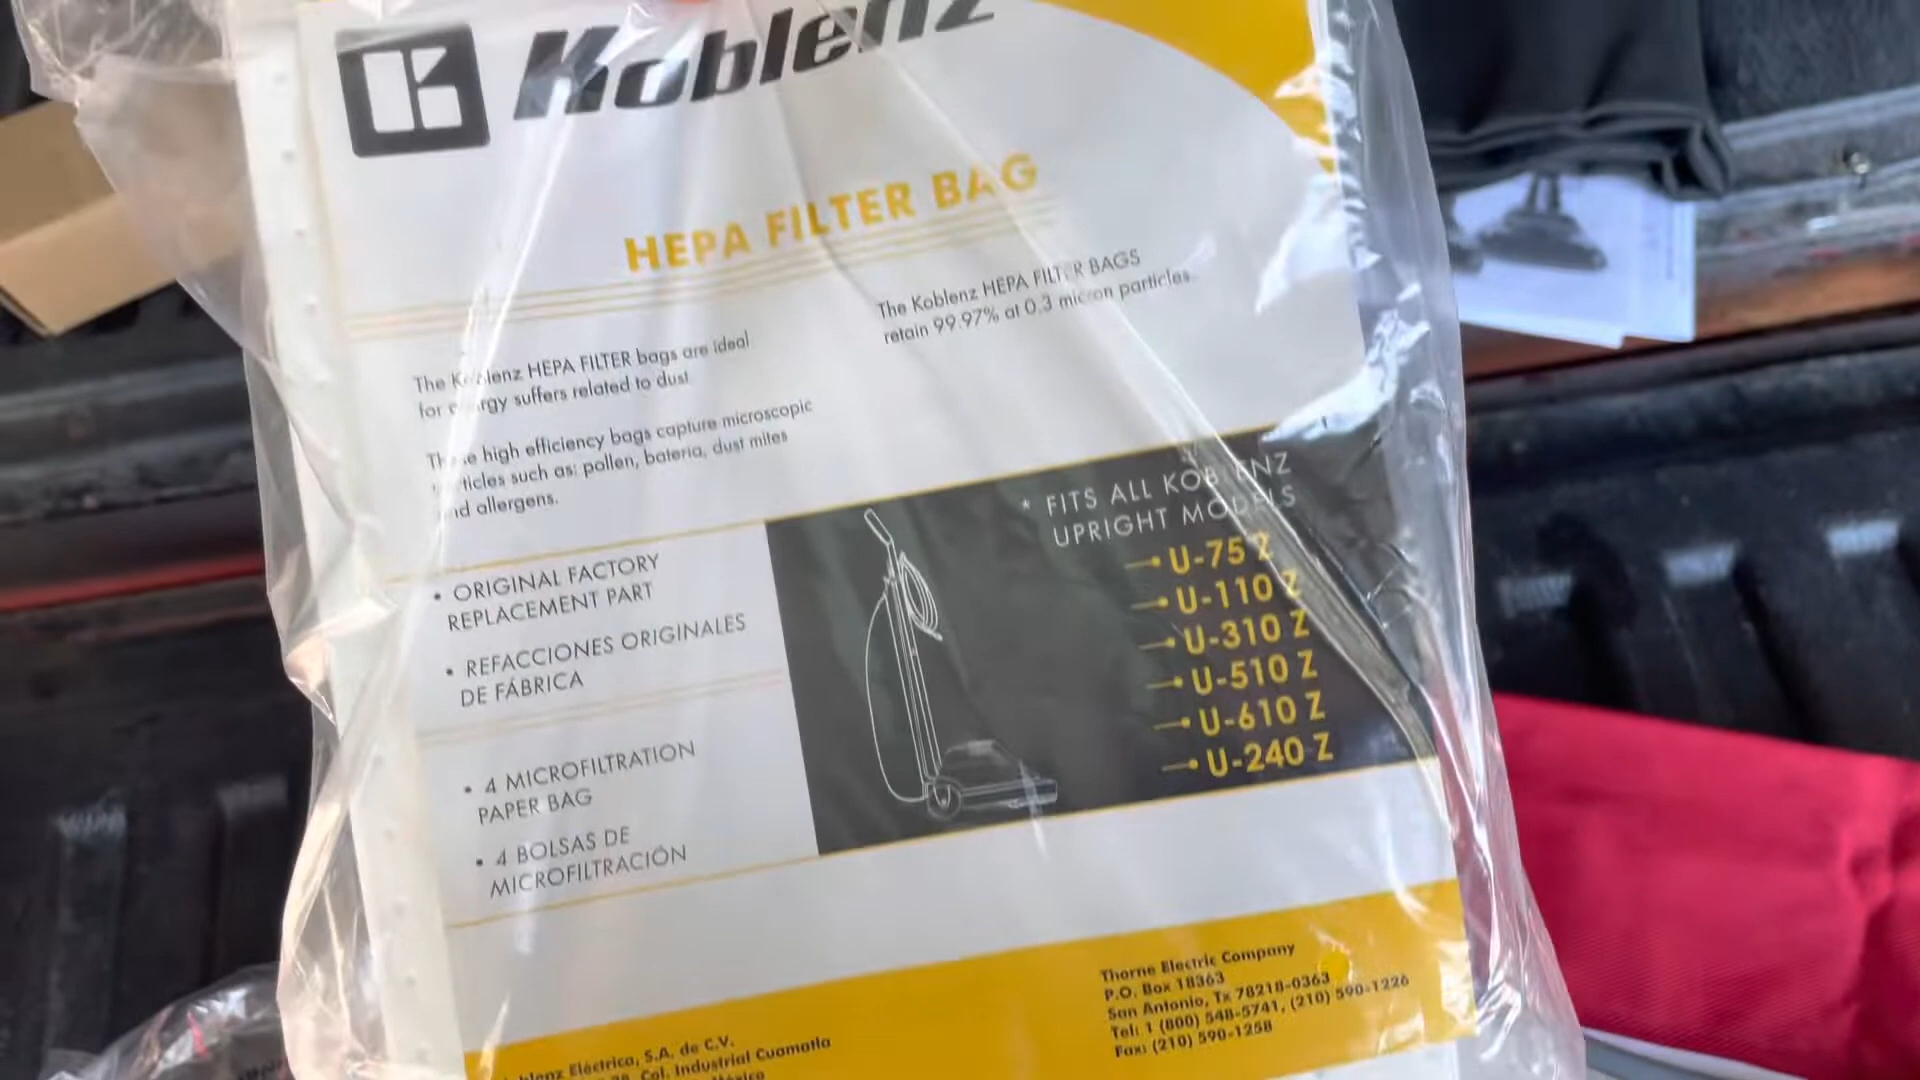 Koblenz
HEPA FILTER BAG
The Koblenz HEPA FILTER bags are ideal
for suffers related to dust
high efficiency bags capture microscopic
such as: pollen, bateria, dust mites
allergens.
The Koblenz HEPA FILTER BAGS
retain 99.97% at 0.3 micron particles.
• ORIGINAL FACTORY
REPLACEMENT PART
• REFACCIONES ORIGINALES
DE FÁBRICA
• 4 MICROFILTRATION
PAPER BAG
• 4 BOLSAS DE
MICROFILTRACIÓN
* FITS ALL KOBLENZ
UPRIGHT MODELS
U-75 Z
U-110 Z
U-310 Z
U-510 Z
U-610 Z
U-240 Z
Thorne Electric Company
P.O. Box 18363
San Antonio, Tx 78218-0363
Tel: 1 (800) 548-5741, (210) 590-1226
Fax: (210) 590-1258
Eléctrica, S.A. de C.V.
Col. Industrial Cuamatla